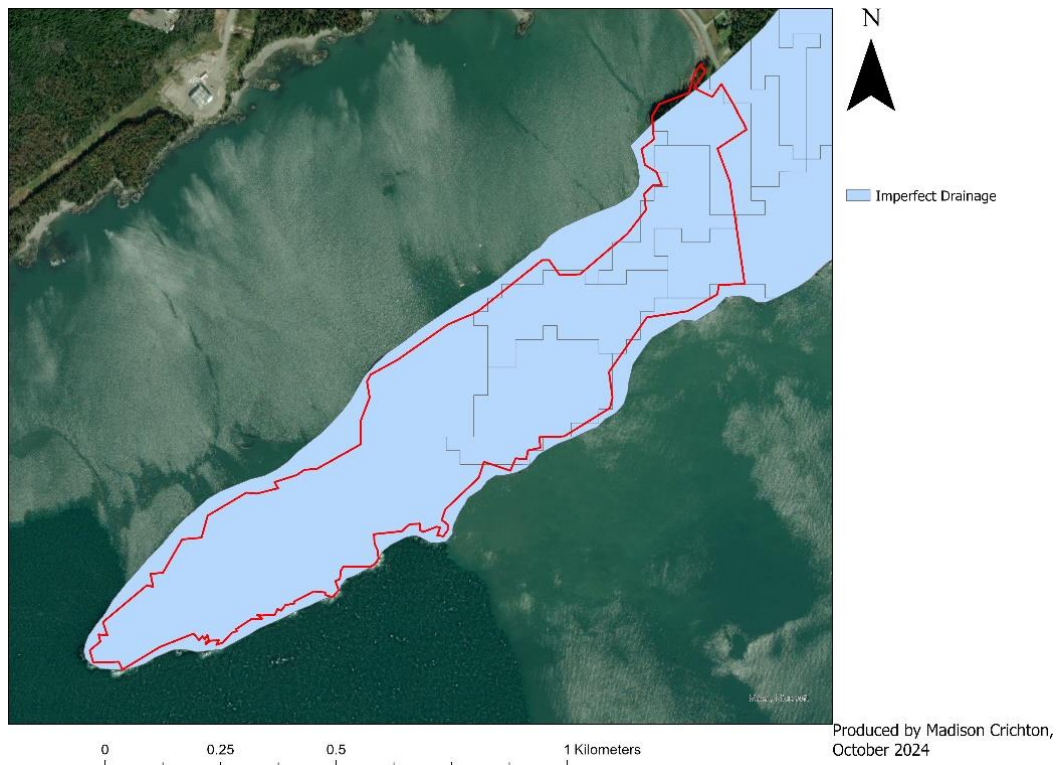 N
Imperfect Drainage
0 0.25 0.5 1 Kilometers
Produced by Madison Crichton,
October 2024